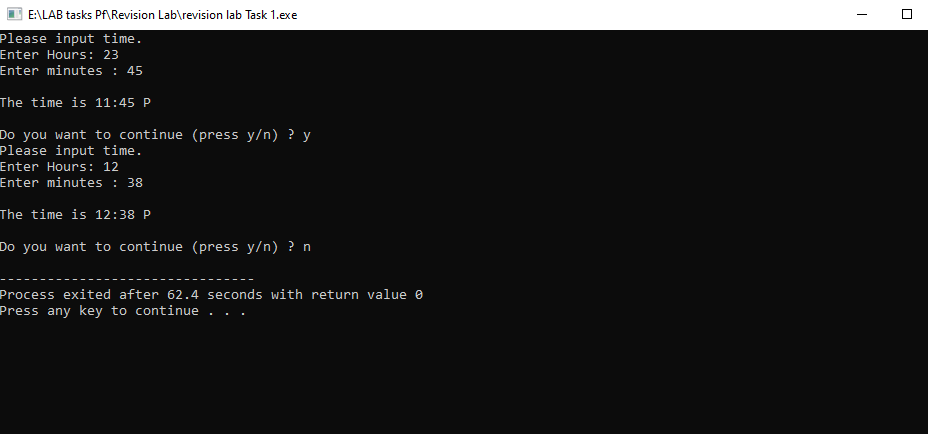 E:\LAB tasks Pf\Revision Lab\revision lab Task 1.exe
Please input time.
Enter Hours: 23
Enter minutes : 45
The time is 11:45 P
Do you want to continue (press y/n) ? y
Please input time.
Enter Hours: 12
Enter minutes : 38
The time is 12:38 P
Do you want to continue (press y/n) ? n
--------------------------------
Process exited after 62.4 seconds with return value 0
Press any key to continue . . .